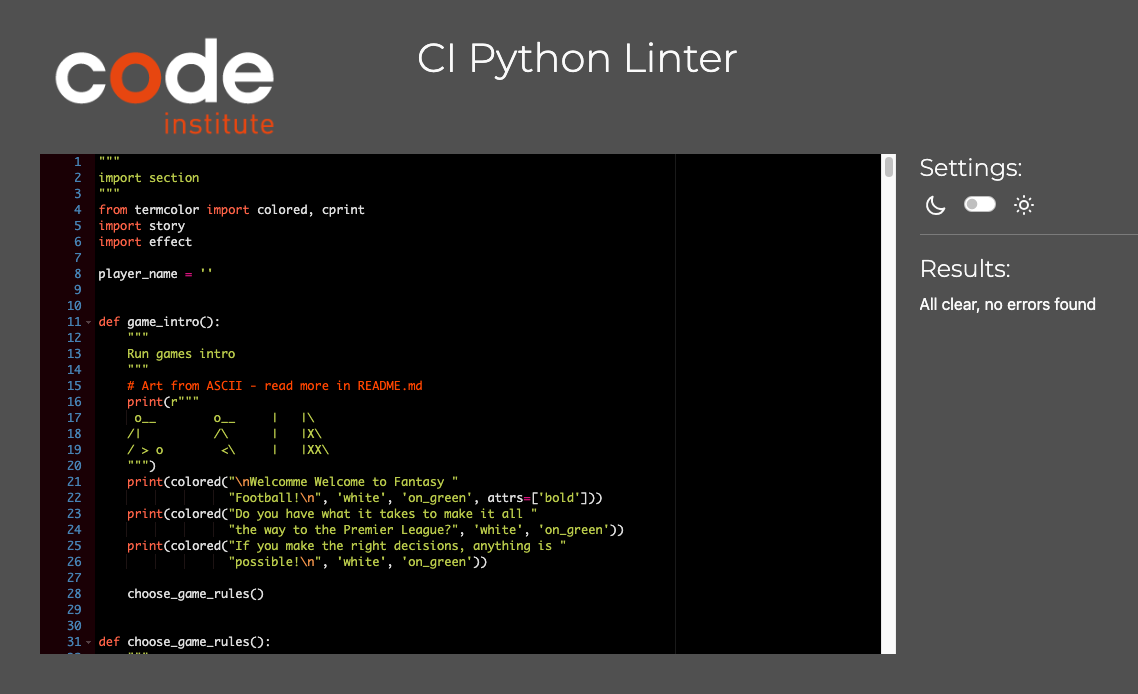 code
institute
CI Python Linter
1 """
2 import section
3 """
4 from termcolor import colored, cprint
5 import story
6 import effect
7
8 player_name = ''
9
10
11 def game_intro():
12     """
13     Run games intro
14     """
15     # Art from ASCII - read more in README.md
16     print(r"""
17      o__        o__     |   |\
18     /|          /\      |   |X\
19     / > o        <\     |   |XX\
20     """)
21     print(colored("\nWelcomme Welcome to Fantasy "
22                   "Football!\n", 'white', 'on_green', attrs=['bold']))
23     print(colored("Do you have what it takes to make it all "
24                   "the way to the Premier League?", 'white', 'on_green'))
25     print(colored("If you make the right decisions, anything is "
26                   "possible!\n", 'white', 'on_green'))
27
28     choose_game_rules()
29
30
31 def choose_game_rules():
Settings:
Results:
All clear, no errors found